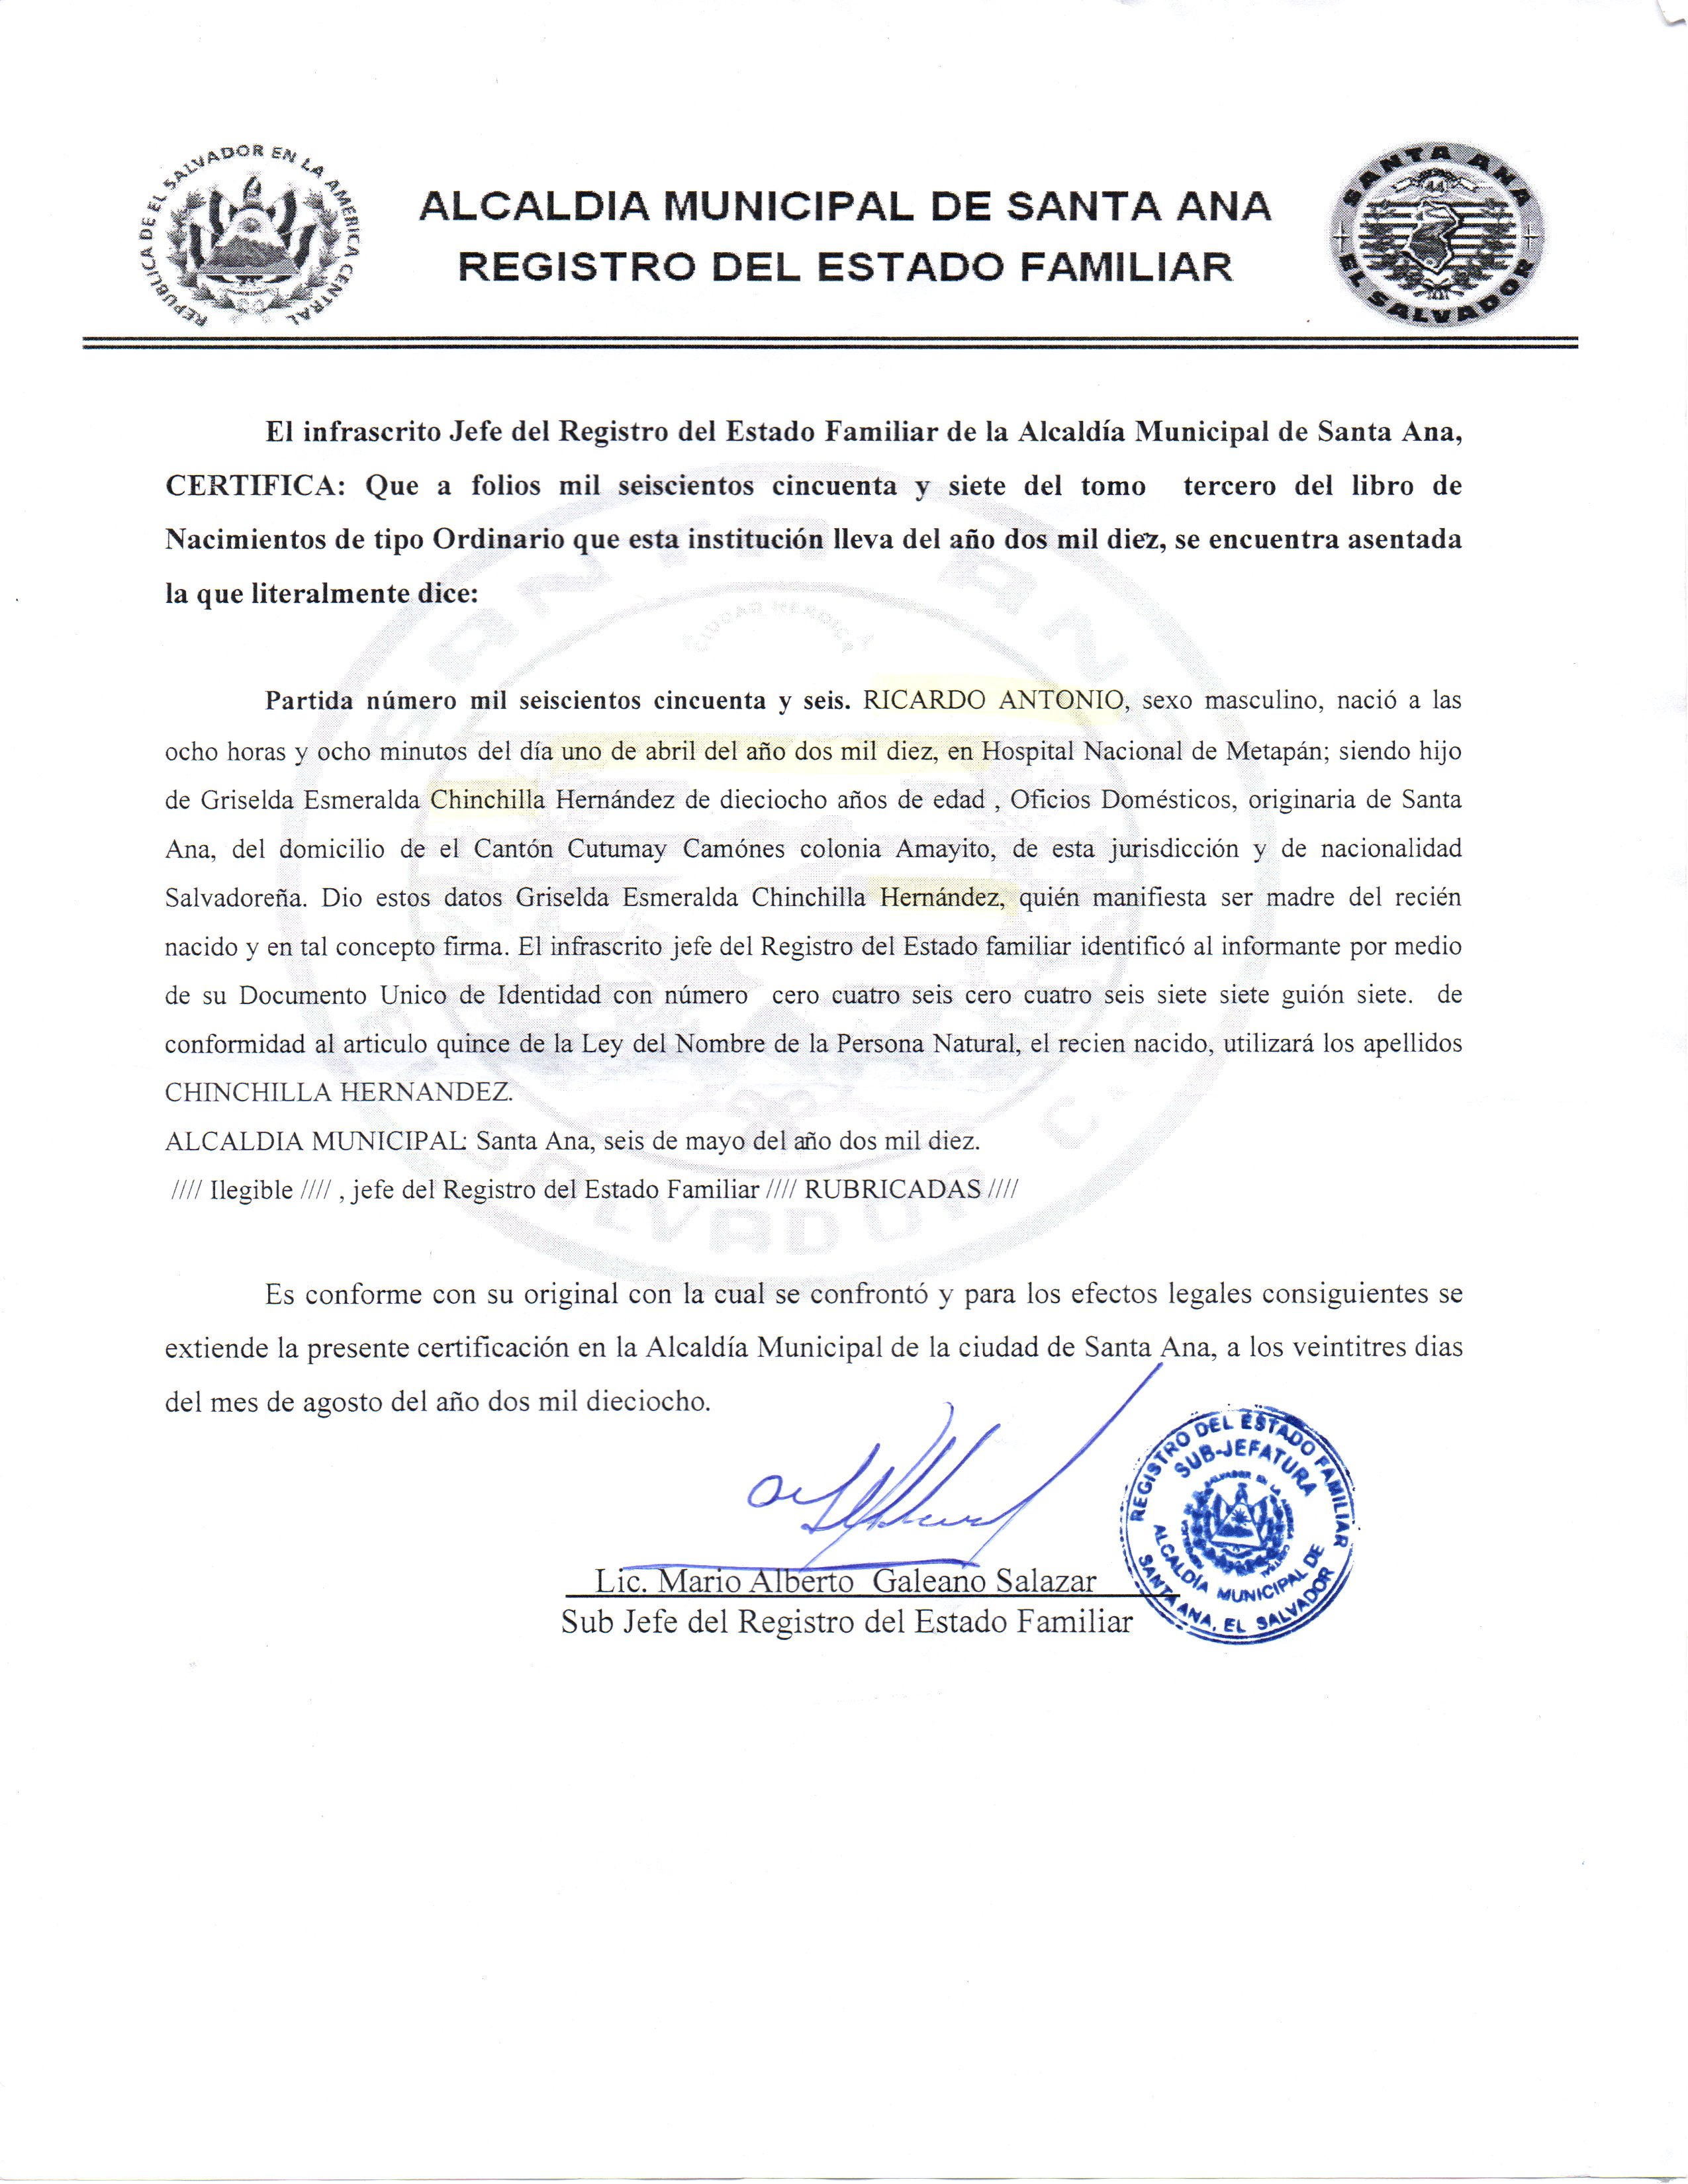 REPUBLICA DE EL SALVADOR EN LA AMERICA CENTRAL
ALCALDIA MUNICIPAL DE SANTA ANA
REGISTRO DEL ESTADO FAMILIAR
SANTA ANA
EL SALVADOR
El infrascrito Jefe del Registro del Estado Familiar de la Alcaldía Municipal de Santa Ana,
CERTIFICA: Que a folios mil seiscientos cincuenta y siete del tomo tercero del libro de
Nacimientos de tipo Ordinario que esta institución lleva del año dos mil diez, se encuentra asentada
la que literalmente dice:
SANTA ANA
CIUDAD HEROICA
EL SALVADOR C.A.
Partida número mil seiscientos cincuenta y seis. RICARDO ANTONIO, sexo masculino, nació a las
ocho horas y ocho minutos del día uno de abril del año dos mil diez, en Hospital Nacional de Metapán; siendo hijo
de Griselda Esmeralda Chinchilla Hernández de dieciocho años de edad , Oficios Domésticos, originaria de Santa
Ana, del domicilio de el Cantón Cutumay Camónes colonia Amayito, de esta jurisdicción y de nacionalidad
Salvadoreña. Dio estos datos Griselda Esmeralda Chinchilla Hernández, quién manifiesta ser madre del recién
nacido y en tal concepto firma. El infrascrito jefe del Registro del Estado familiar identificó al informante por medio
de su Documento Unico de Identidad con número cero cuatro seis cero cuatro seis siete siete guión siete. de
conformidad al articulo quince de la Ley del Nombre de la Persona Natural, el recien nacido, utilizará los apellidos
CHINCHILLA HERNANDEZ.
ALCALDIA MUNICIPAL: Santa Ana, seis de mayo del año dos mil diez.
//// Ilegible //// , jefe del Registro del Estado Familiar //// RUBRICADAS ////
Es conforme con su original con la cual se confrontó y para los efectos legales consiguientes se
extiende la presente certificación en la Alcaldía Municipal de la ciudad de Santa Ana, a los veintitres dias
del mes de agosto del año dos mil dieciocho.
Lic. Mario Alberto Galeano Salazar
Sub Jefe del Registro del Estado Familiar
REGISTRO DEL ESTADO FAMILIAR
SUB-JEFATURA
ALCALDÍA MUNICIPAL DE
SANTA ANA, EL SALVADOR